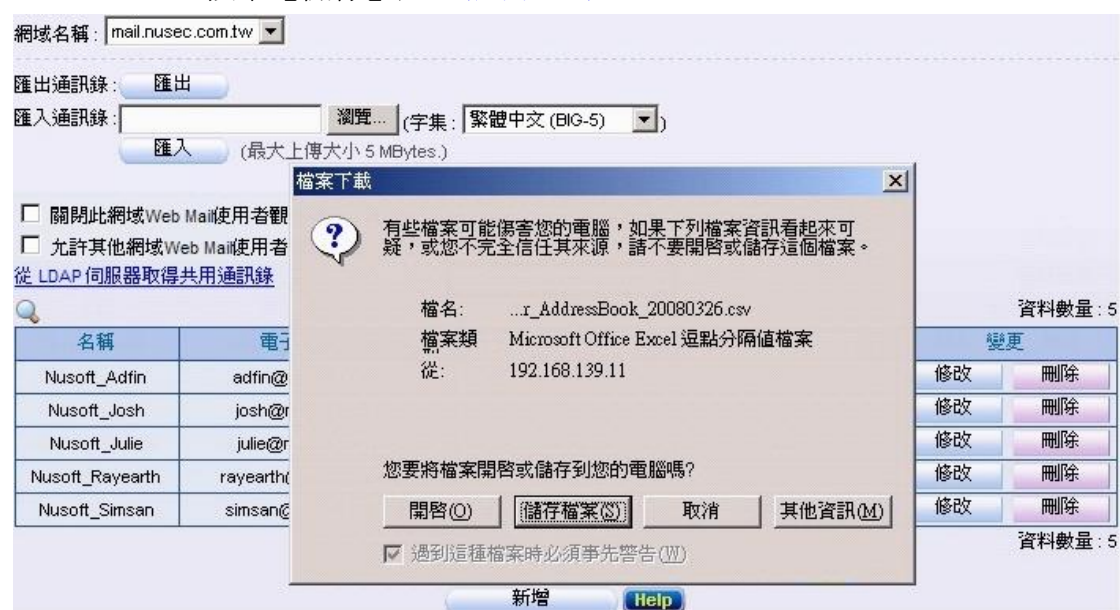 網域名稱 : mail.nusec.com.tw
匯出通訊錄 : 匯出
匯入通訊錄 : 瀏覽... (字集 : 繁體中文 (BIG-5) )
匯入 (最大上傳大小 5 MBytes.)
檔案下載
關閉此網域Web Mail使用者觀
允許其他網域Web Mail使用者
從 LDAP 伺服器取得共用通訊錄
有些檔案可能傷害您的電腦，如果下列檔案資訊看起來可
疑，或您不完全信任其來源，請不要開啓或儲存這個檔案。
檔名: ...r_AddressBook_20080326.csv
檔案類 Microsoft Office Excel 逗點分隔值檔案
從: 192.168.139.11
您要將檔案開啓或儲存到您的電腦嗎?
開啓(O) 儲存檔案(S) 取消 其他資訊(M)
遇到這種檔案時必須事先警告(W)
資料數量 : 5
名稱 電子 變更
Nusoft_Adfin adfin@ 修改 刪除
Nusoft_Josh josh@r 修改 刪除
Nusoft_Julie julie@r 修改 刪除
Nusoft_Rayearth rayearth( 修改 刪除
Nusoft_Simsan simsan@ 修改 刪除
資料數量 : 5
新增 Help